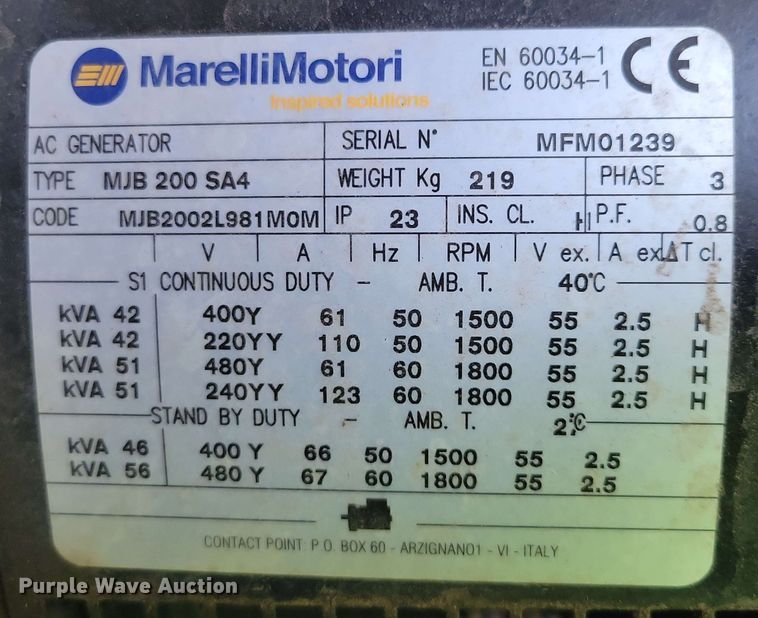 MarelliMotori
Inspired solutions
EN 60034-1
IEC 60034-1
CE
AC GENERATOR SERIAL N° MFM01239
TYPE MJB 200 SA4 WEIGHT Kg 219 PHASE 3
CODE MJB2002L981M0M IP 23 INS. CL. H P.F. 0.8
V A Hz RPM V ex. A ex. ΔT cl.
S1 CONTINUOUS DUTY - AMB. T. 40°C
kVA 42 400Y 61 50 1500 55 2.5 H
kVA 42 220YY 110 50 1500 55 2.5 H
kVA 51 480Y 61 60 1800 55 2.5 H
kVA 51 240YY 123 60 1800 55 2.5 H
STAND BY DUTY - AMB. T. 2 °C
kVA 46 400 Y 66 50 1500 55 2.5
kVA 56 480 Y 67 60 1800 55 2.5
CONTACT POINT: P.O. BOX 60 - ARZIGNANO1 - VI - ITALY
Purple Wave Auction